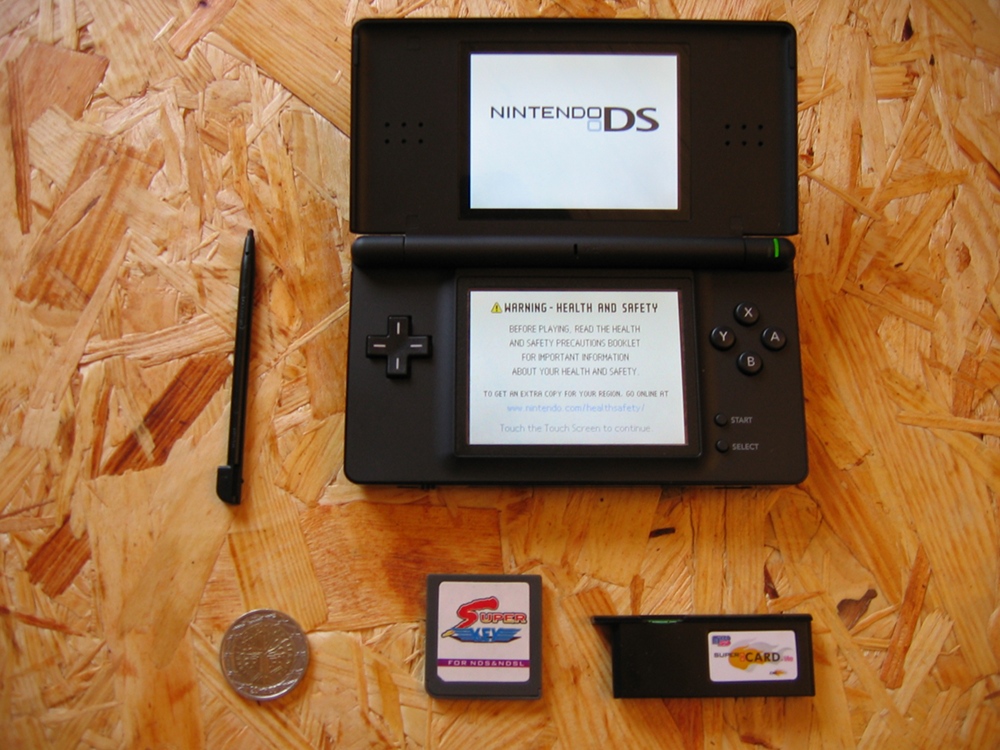 NINTENDO DS
WARNING - HEALTH AND SAFETY
BEFORE PLAYING, READ THE HEALTH
AND SAFETY PRECAUTIONS BOOKLET
FOR IMPORTANT INFORMATION
ABOUT YOUR HEALTH AND SAFETY.
TO GET AN EXTRA COPY FOR YOUR REGION, GO ONLINE AT
www.nintendo.com/healthsafety/
Touch the Touch Screen to continue.
X
Y
A
B
START
SELECT
SUPER
KEY
FOR NDS&NDSL
SUPER CARD